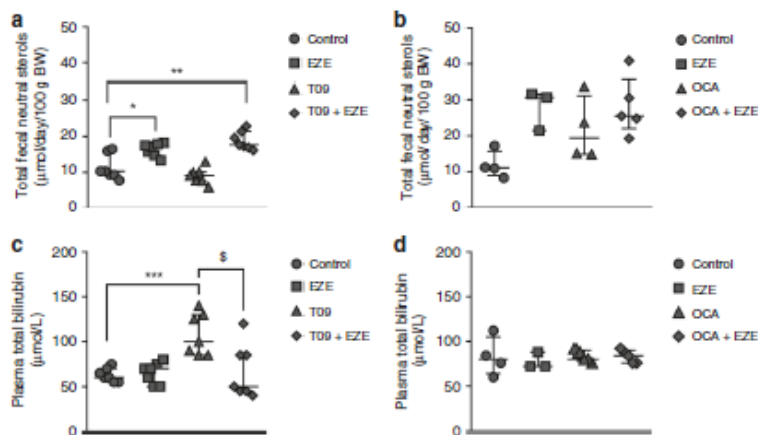 a
Total fecal neutral sterols
(μmol/day/100 g BW)
50
40
30
20
10
0
**
*
Control
EZE
T09
T09 + EZE
b
Total fecal neutral sterols
(μmol/day/100 g BW)
50
40
30
20
10
0
Control
EZE
OCA
OCA + EZE
c
Plasma total bilirubin
(μmol/L)
200
150
100
50
0
***
$
Control
EZE
T09
T09 + EZE
d
Plasma total bilirubin
(μmol/L)
200
150
100
50
0
Control
EZE
OCA
OCA + EZE